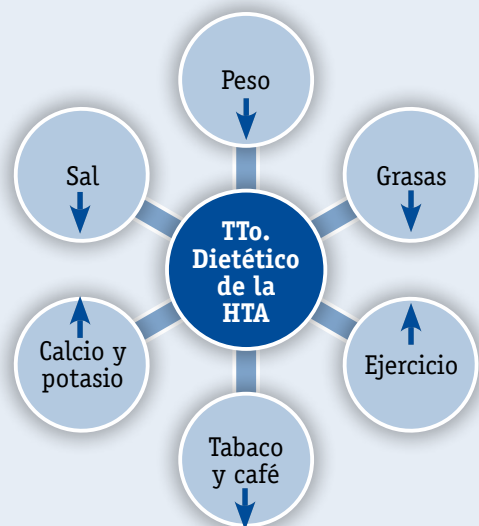 Peso
Sal
Grasas
TTo.
Dietético
de la
HTA
Calcio y
potasio
Ejercicio
Tabaco
y café